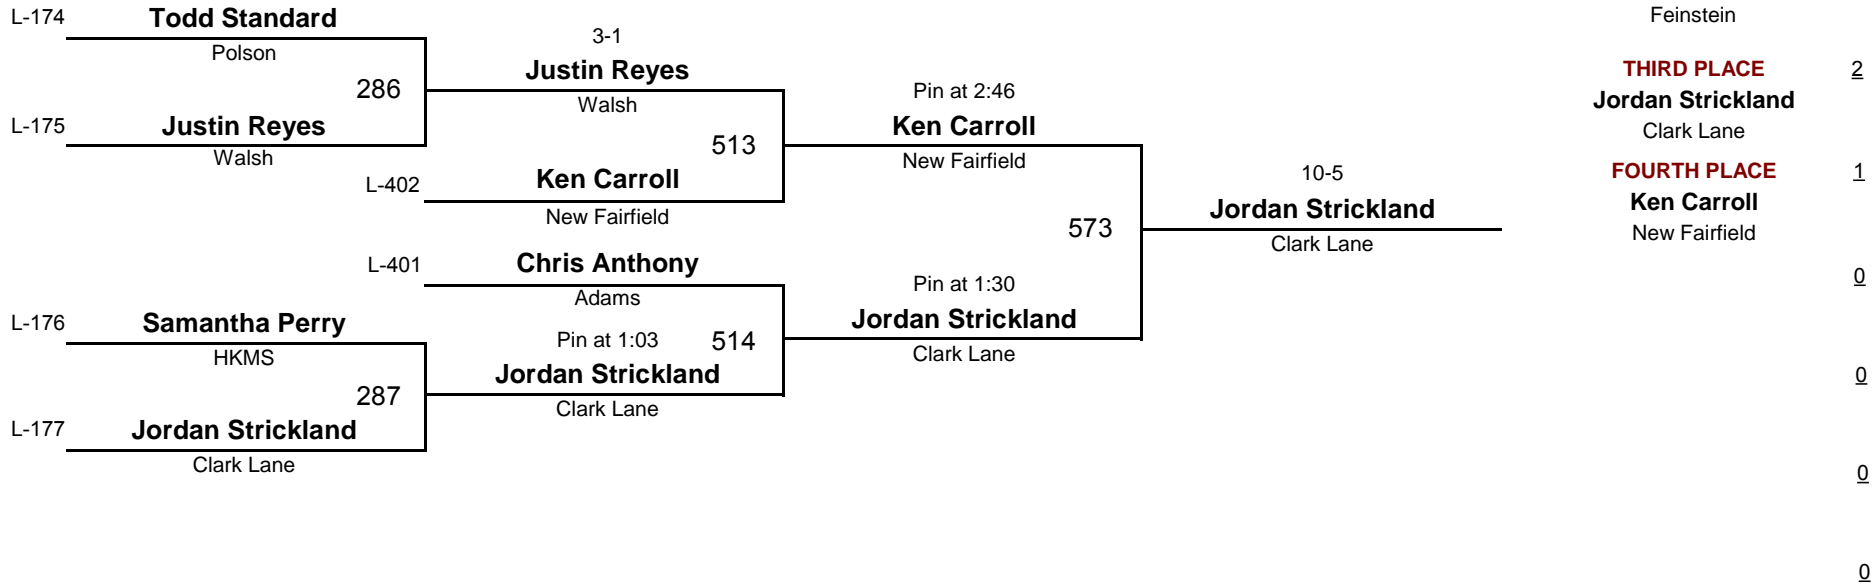 L-174
Todd Standard
Polson
286
L-175
Justin Reyes
Walsh
3-1
Justin Reyes
Walsh
513
L-402
Ken Carroll
New Fairfield
L-401
Chris Anthony
Adams
L-176
Samantha Perry
HKMS
287
L-177
Jordan Strickland
Clark Lane
Pin at 1:03
514
Jordan Strickland
Clark Lane
Pin at 2:46
Ken Carroll
New Fairfield
573
Pin at 1:30
Jordan Strickland
Clark Lane
10-5
Jordan Strickland
Clark Lane
Feinstein
THIRD PLACE 2
Jordan Strickland
Clark Lane
FOURTH PLACE 1
Ken Carroll
New Fairfield
0
0
0
0